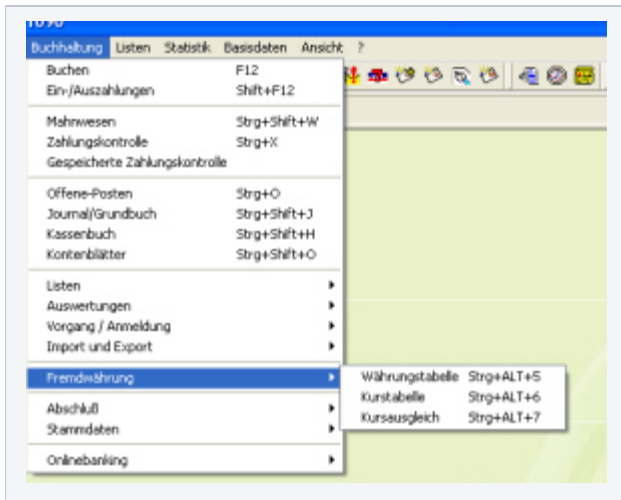 Buchhaltung Listen Statistik Basisdaten Ansicht ?
Buchen F12
Ein-/Auszahlungen Shift+F12
Mahnwesen Strg+Shift+W
Zahlungskontrolle Strg+X
Gespeicherte Zahlungskontrolle
Offene-Posten Strg+O
Journal/Grundbuch Strg+Shift+J
Kassenbuch Strg+Shift+H
Kontenblätter Strg+Shift+O
Listen
Auswertungen
Vorgang / Anmeldung
Import und Export
Fremdwährung
Währungstabelle Strg+ALT+5
Kurstabelle Strg+ALT+6
Kursausgleich Strg+ALT+7
Abschluß
Stammdaten
Onlinebanking